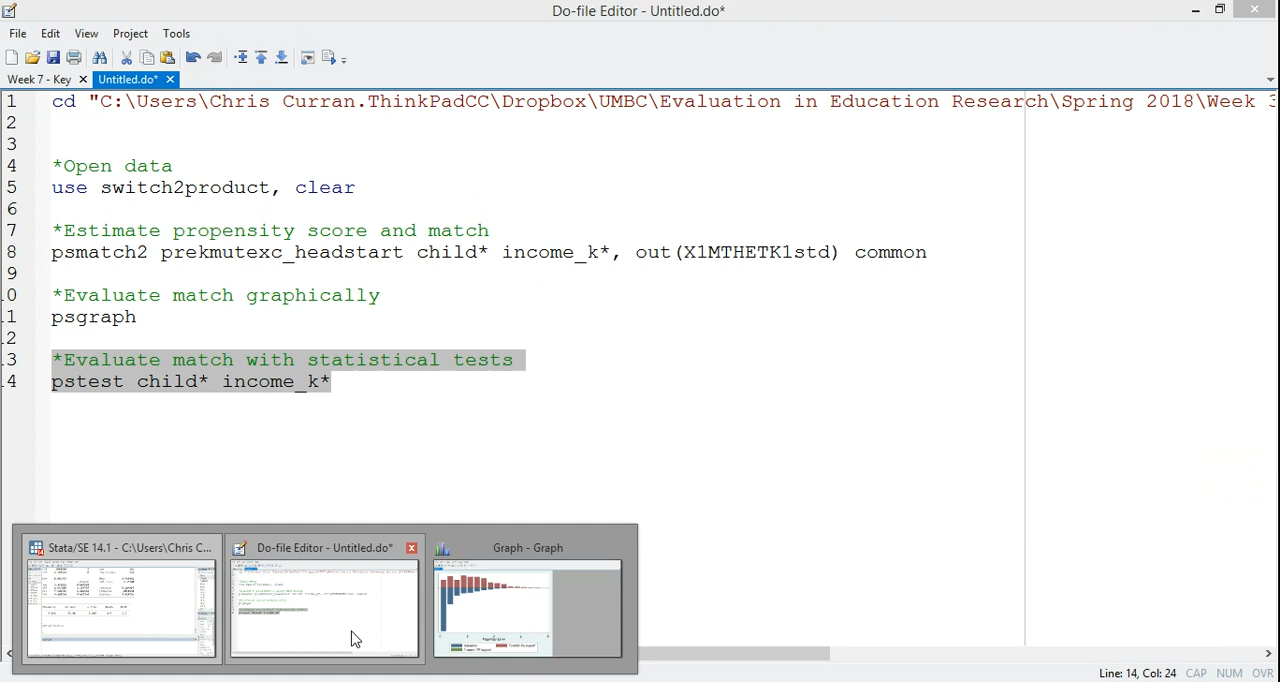 Do-file Editor - Untitled.do*
File Edit View Project Tools
Week 7 - Key Untitled.do*
1 cd "C:\Users\Chris Curran.ThinkPadCC\Dropbox\UMBC\Evaluation in Education Research\Spring 2018\Week 3
2
3
4 *Open data
5 use switch2product, clear
6
7 *Estimate propensity score and match
8 psmatch2 prekmutexc_headstart child* income_k*, out(X1MTHETK1std) common
9
.0 *Evaluate match graphically
.1 psgraph
.2
.3 *Evaluate match with statistical tests
.4 pstest child* income_k*
Stata/SE 14.1 - C:\Users\Chris C... Do-file Editor - Untitled.do* Graph - Graph
Line: 14, Col: 24 CAP NUM OVR